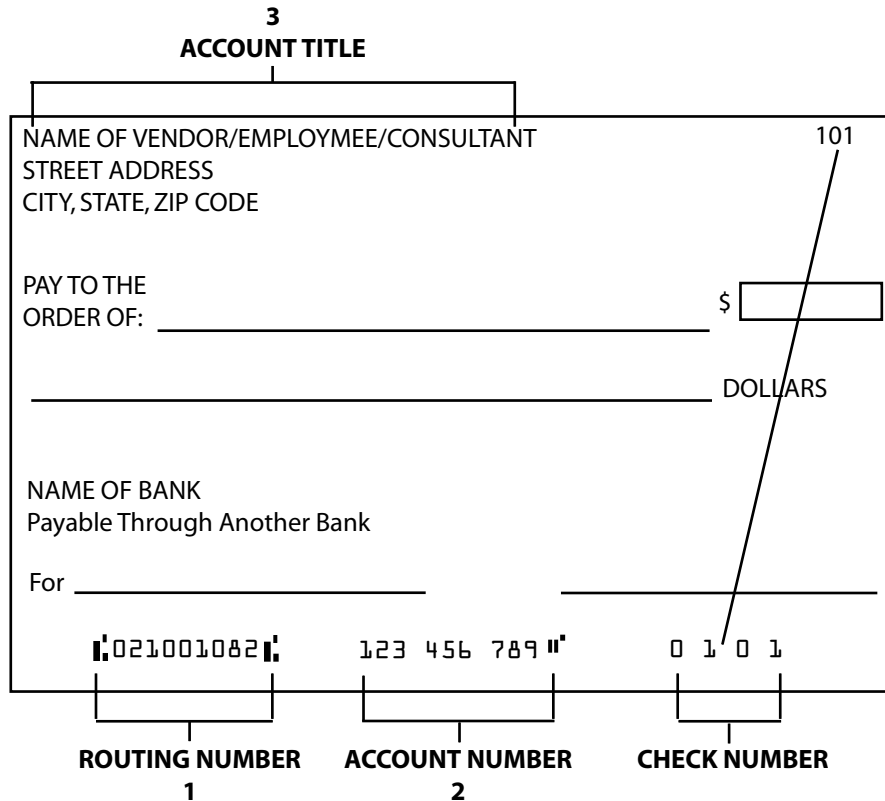 3
ACCOUNT TITLE
NAME OF VENDOR/EMPLOYMEE/CONSULTANT 101
STREET ADDRESS
CITY, STATE, ZIP CODE
PAY TO THE
ORDER OF: $
DOLLARS
NAME OF BANK
Payable Through Another Bank
For
⑆021001082⑆ 123 456 789⑈ 0 1 0 1
ROUTING NUMBER ACCOUNT NUMBER CHECK NUMBER
1 2